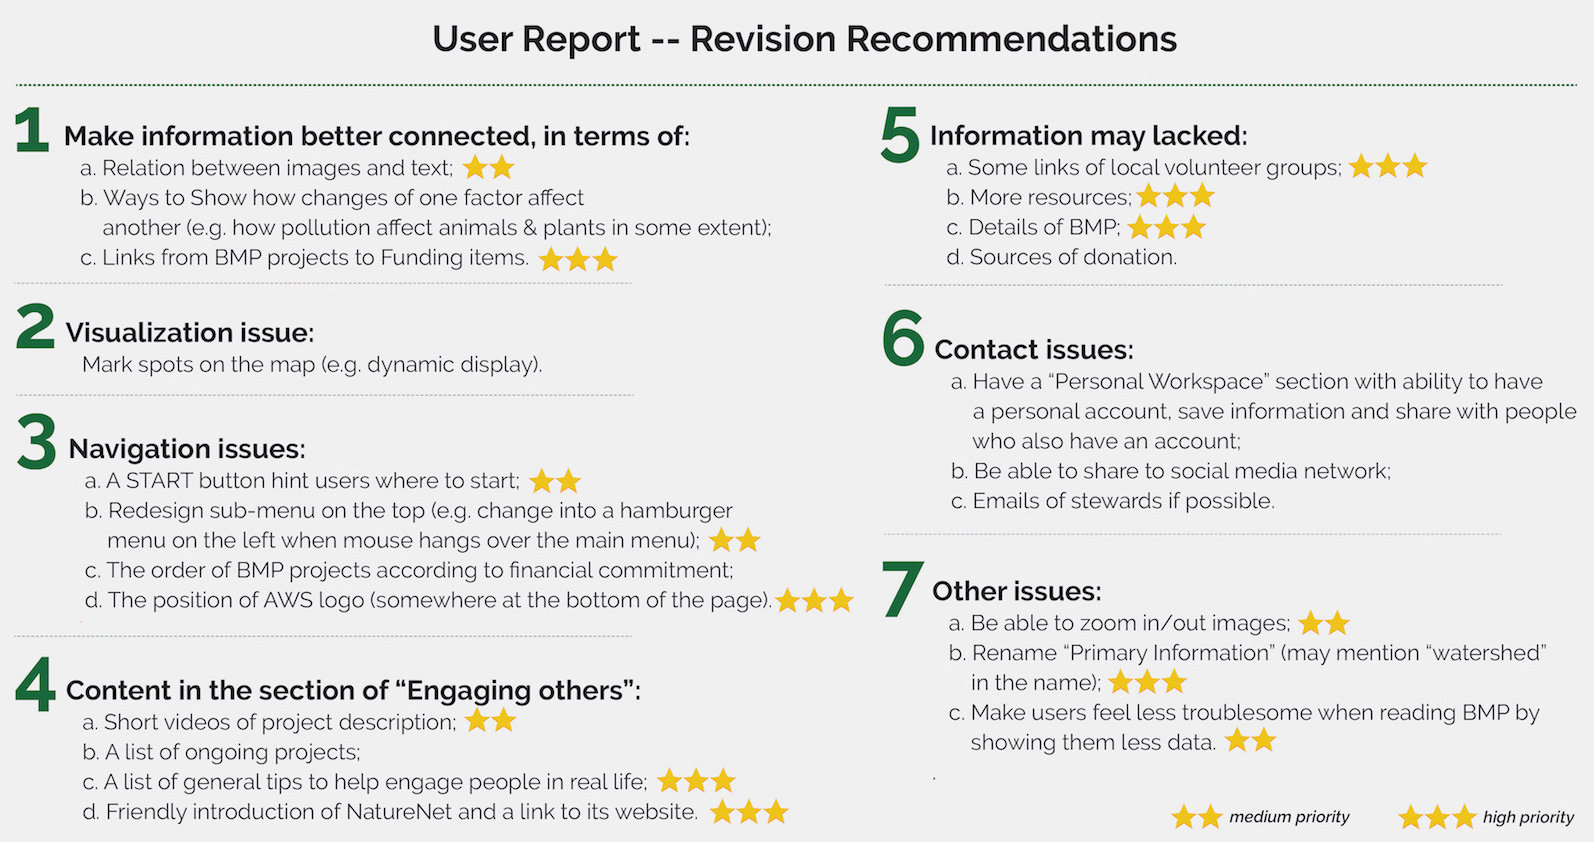 User Report -- Revision Recommendations
1 Make information better connected, in terms of:
a. Relation between images and text;
b. Ways to Show how changes of one factor affect
another (e.g. how pollution affect animals & plants in some extent);
c. Links from BMP projects to Funding items.
2 Visualization issue:
Mark spots on the map (e.g. dynamic display).
3 Navigation issues:
a. A START button hint users where to start;
b. Redesign sub-menu on the top (e.g. change into a hamburger
menu on the left when mouse hangs over the main menu);
c. The order of BMP projects according to financial commitment;
d. The position of AWS logo (somewhere at the bottom of the page).
4 Content in the section of “Engaging others”:
a. Short videos of project description;
b. A list of ongoing projects;
c. A list of general tips to help engage people in real life;
d. Friendly introduction of NatureNet and a link to its website.
5 Information may lacked:
a. Some links of local volunteer groups;
b. More resources;
c. Details of BMP;
d. Sources of donation.
6 Contact issues:
a. Have a “Personal Workspace” section with ability to have
a personal account, save information and share with people
who also have an account;
b. Be able to share to social media network;
c. Emails of stewards if possible.
7 Other issues:
a. Be able to zoom in/out images;
b. Rename “Primary Information” (may mention “watershed”
in the name);
c. Make users feel less troublesome when reading BMP by
showing them less data.
.
medium priority
high priority